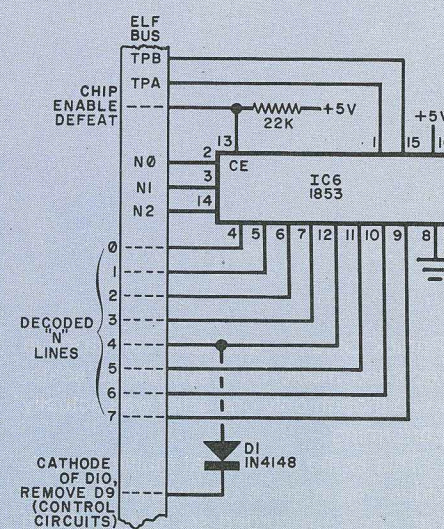 ELF
BUS
TPB
TPA
CHIP
ENABLE
DEFEAT
22K
+5V
+5V
13
1
15
2
CE
N0
3
N1
IC6
1853
14
N2
4
5
6
7
12
11
10
9
8
0
1
2
3
4
5
6
7
DECODED
"N"
LINES
D1
1N4148
CATHODE
OF D10,
REMOVE D9
(CONTROL
CIRCUITS)